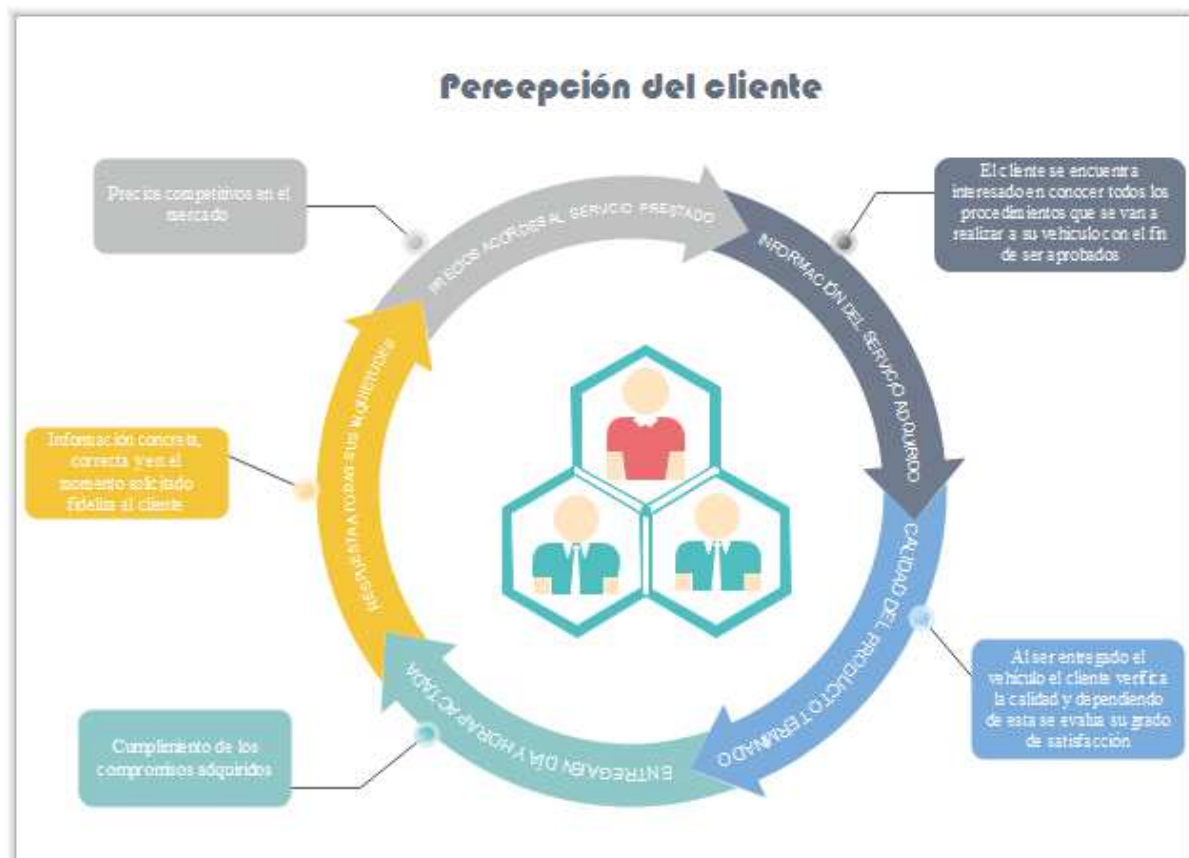 Percepción del cliente
Precios competitivos en el
mercado
PRECIOS ACORDES AL SERVICIO PRESTADO
El cliente se encuentra
interesado en conocer todos los
procedimientos que se van a
realizar a su vehículo con el fin
de ser aprobados
INFORMACIÓN DEL SERVICIO ADQUIRIDO
CALIDAD DEL PRODUCTO TERMINADO
Al ser entregado el
vehículo el cliente verifica
la calidad y dependiendo
de esta se evalua su grado
de satisfacción
ENTREGA EN DÍA Y HORA PACTADA
Cumplimiento de los
compromisos adquiridos
RESPUESTA A TODAS SUS INQUIETUDES
Información concreta,
correcta y en el
momento solicitado
fideliza al cliente